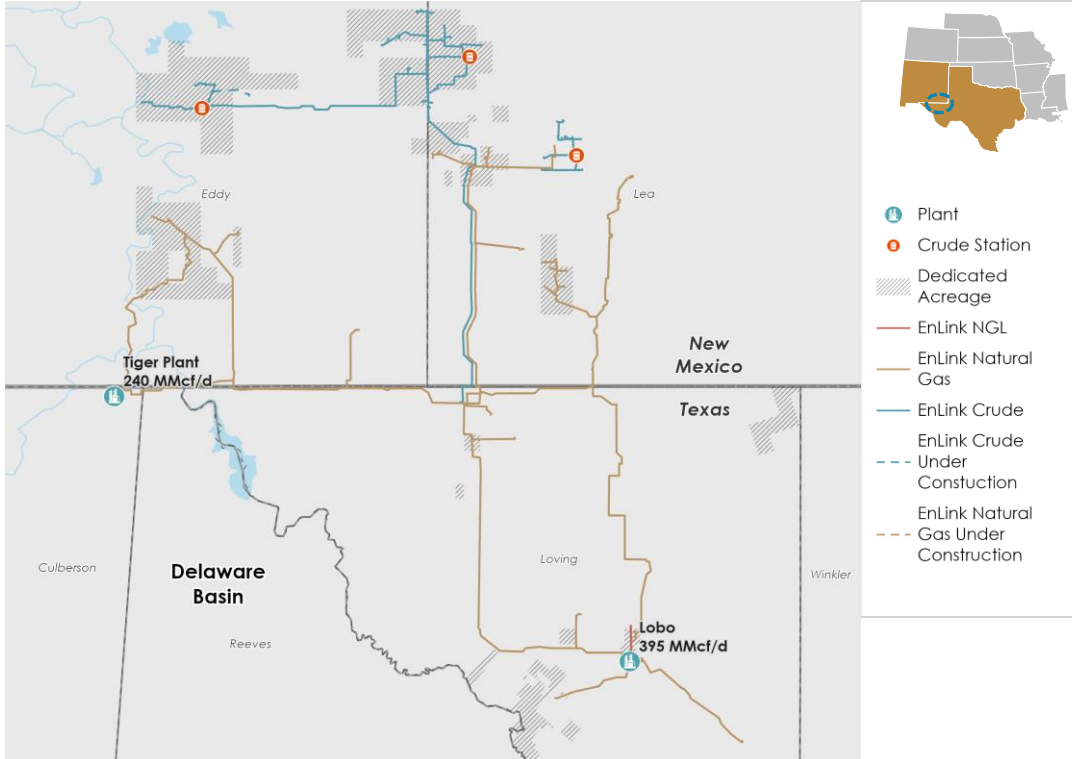 Eddy
Lea
Tiger Plant
240 MMcf/d
New
Mexico
Texas
Culberson
Delaware
Basin
Reeves
Loving
Winkler
Lobo
395 MMcf/d
Plant
Crude Station
Dedicated
Acreage
EnLink NGL
EnLink Natural
Gas
EnLink Crude
EnLink Crude
Under
Constuction
EnLink Natural
Gas Under
Construction